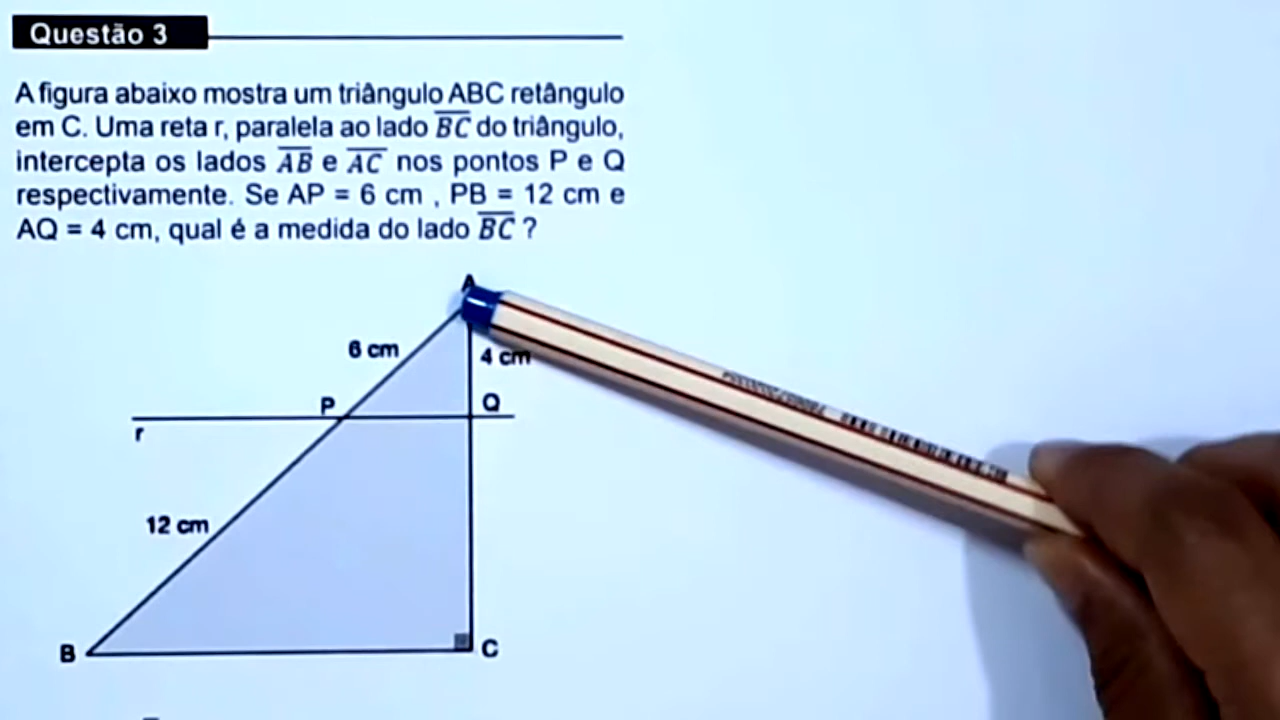 Questão 3
A figura abaixo mostra um triângulo ABC retângulo
em C. Uma reta r, paralela ao lado BC do triângulo,
intercepta os lados AB e AC nos pontos P e Q
respectivamente. Se AP = 6 cm , PB = 12 cm e
AQ = 4 cm, qual é a medida do lado BC ?
A
6 cm
4 cm
P
Q
r
12 cm
B
C